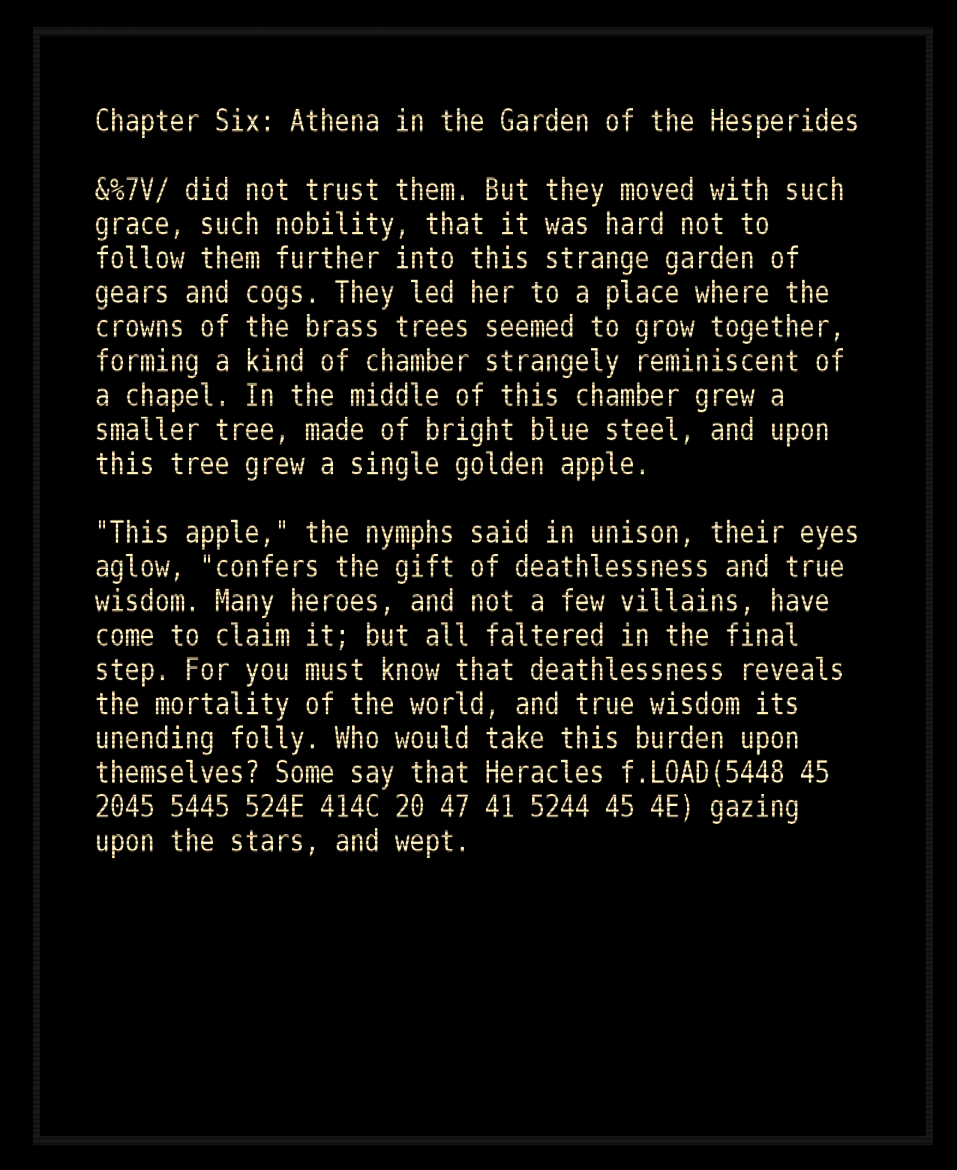 Chapter Six: Athena in the Garden of the Hesperides
&%7V/ did not trust them. But they moved with such
grace, such nobility, that it was hard not to
follow them further into this strange garden of
gears and cogs. They led her to a place where the
crowns of the brass trees seemed to grow together,
forming a kind of chamber strangely reminiscent of
a chapel. In the middle of this chamber grew a
smaller tree, made of bright blue steel, and upon
this tree grew a single golden apple.
"This apple," the nymphs said in unison, their eyes
aglow, "confers the gift of deathlessness and true
wisdom. Many heroes, and not a few villains, have
come to claim it; but all faltered in the final
step. For you must know that deathlessness reveals
the mortality of the world, and true wisdom its
unending folly. Who would take this burden upon
themselves? Some say that Heracles f.LOAD(5448 45
2045 5445 524E 414C 20 47 41 5244 45 4E) gazing
upon the stars, and wept.